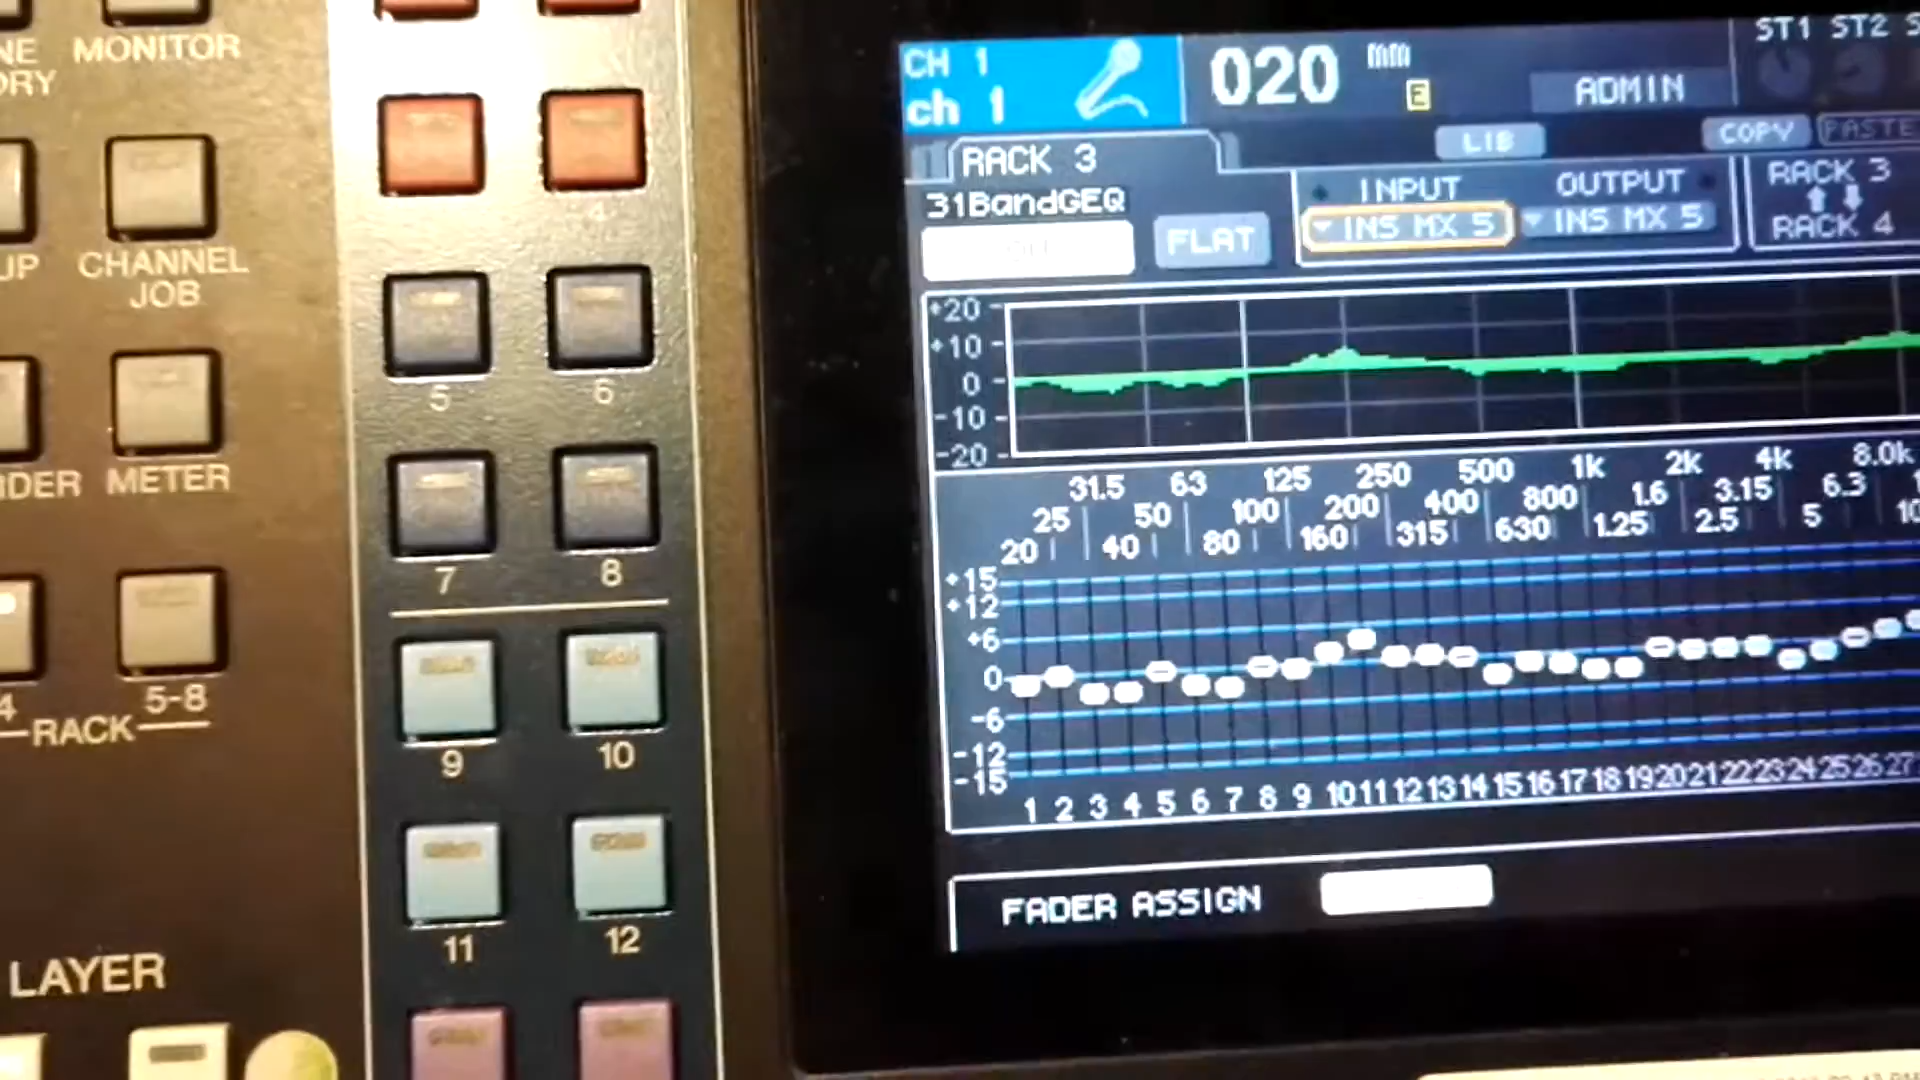 MONITOR
CHANNEL
JOB
METER
5-8
RACK
LAYER
5
6
7
8
9
10
11
12
CH 1
ch 1
020
E
ADMIN
ST1 ST2
RACK 3
LIB
COPY
PASTE
31BandGEQ
FLAT
INPUT
OUTPUT
INS MX 5
INS MX 5
RACK 3
RACK 4
+20
+10
0
-10
-20
31.5 63 125 250 500 1k 2k 4k 8.0k
25 50 100 200 400 800 1.6 3.15 6.3
20 40 80 160 315 630 1.25 2.5 5
+15
+12
+6
0
-6
-12
-15
1 2 3 4 5 6 7 8 9 10 11 12 13 14 15 16 17 18 19 20 21 22 23 24 25 26 27
FADER ASSIGN